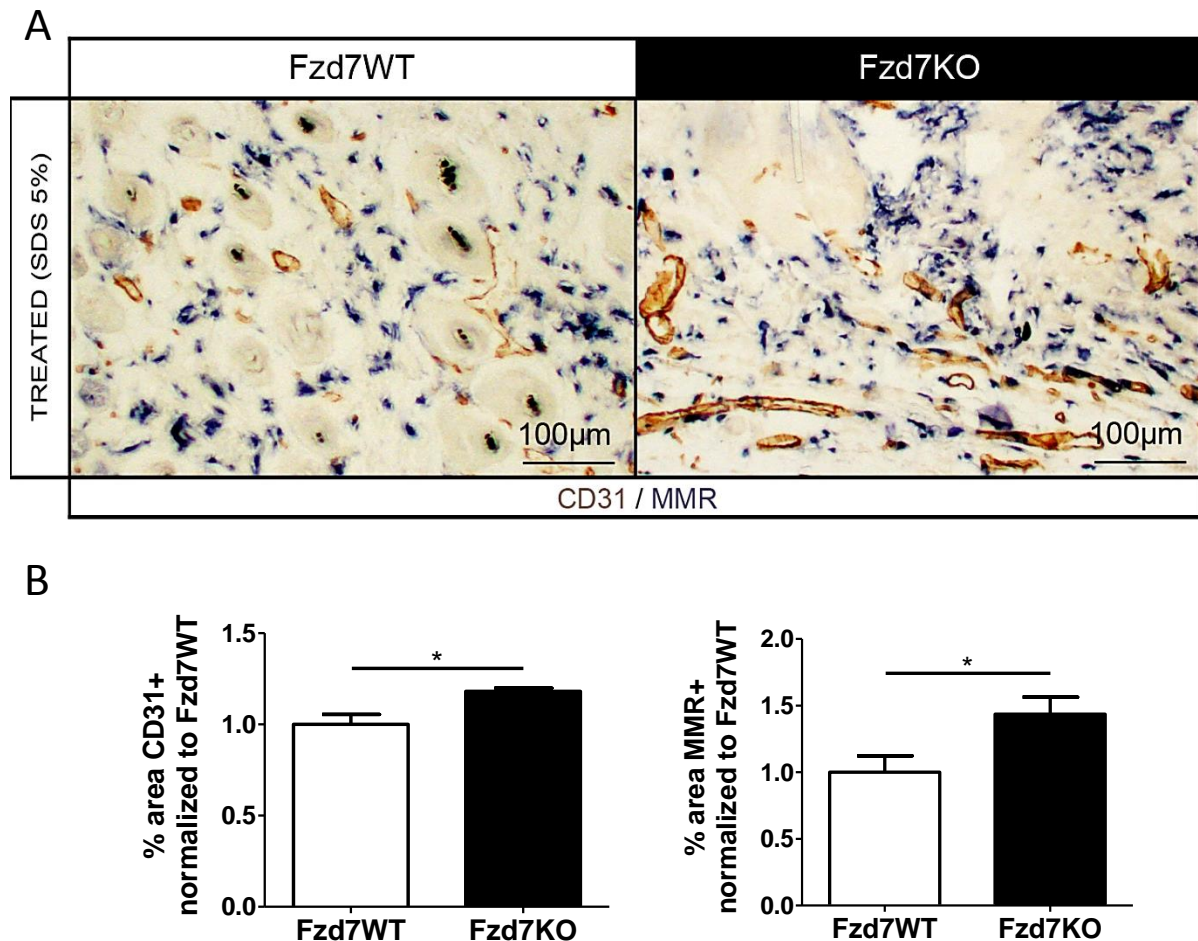 A
Fzd7WT
Fzd7KO
TREATED (SDS 5%)
100µm
100µm
CD31 / MMR
B
% area CD31+
normalized to Fzd7WT
1.5
1.0
0.5
0.0
*
Fzd7WT
Fzd7KO
% area MMR+
normalized to Fzd7WT
2.0
1.5
1.0
0.5
0.0
*
Fzd7WT
Fzd7KO